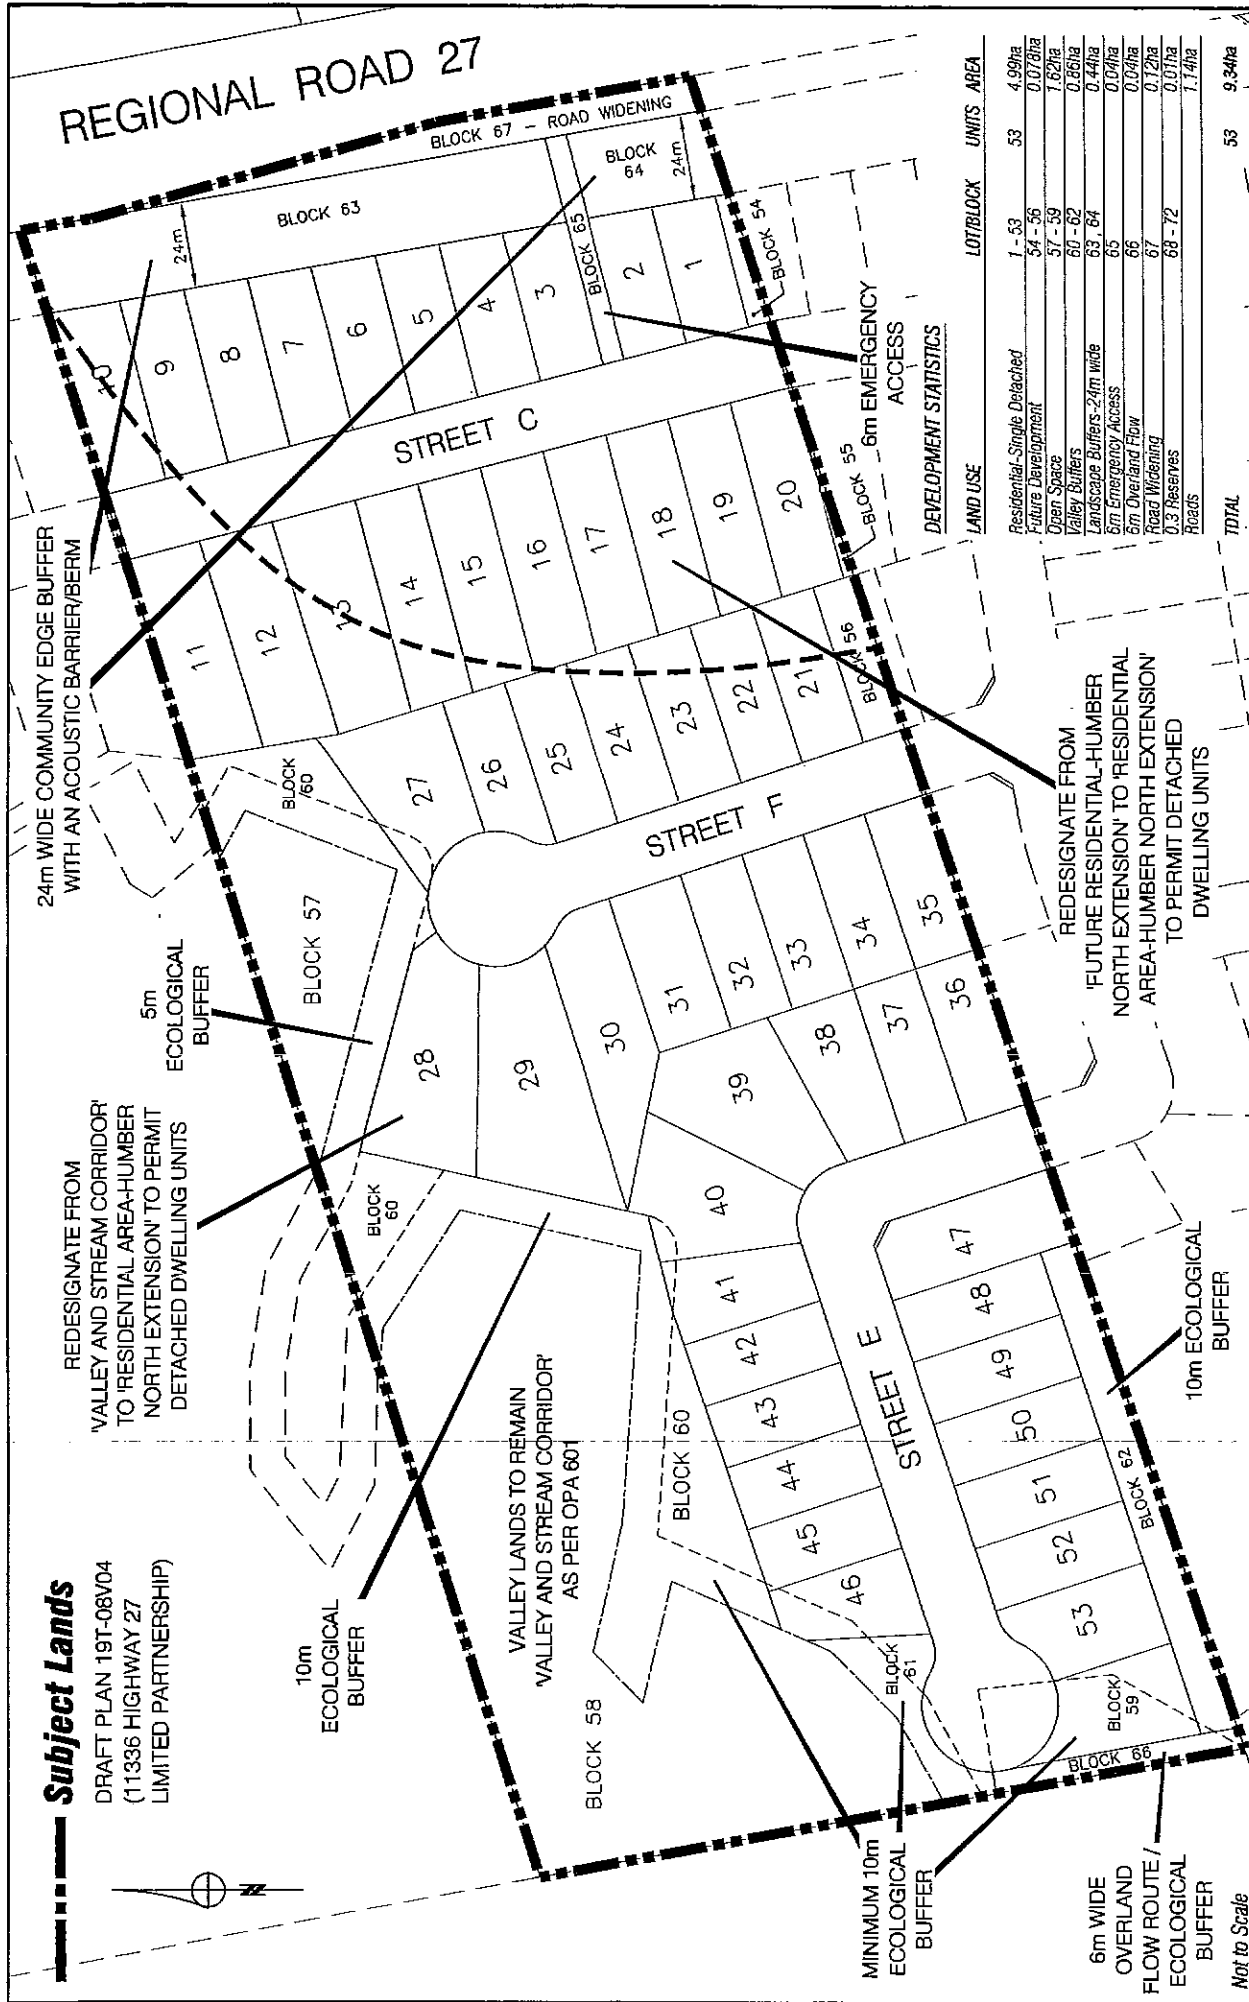 Subject Lands
DRAFT PLAN 19T-08V04
(11336 HIGHWAY 27
LIMITED PARTNERSHIP)
N
REDESIGNATE FROM
'VALLEY AND STREAM CORRIDOR'
TO 'RESIDENTIAL AREA-HUMBER
NORTH EXTENSION' TO PERMIT
DETACHED DWELLING UNITS
5m
ECOLOGICAL
BUFFER
24m WIDE COMMUNITY EDGE BUFFER
WITH AN ACOUSTIC BARRIER/BERM
REGIONAL ROAD 27
BLOCK 67 - ROAD WIDENING
24m
BLOCK 63
BLOCK
64
24m
BLOCK 65
BLOCK 54
10
9
8
7
6
5
4
3
2
1
STREET C
6m EMERGENCY
ACCESS
11
12
13
14
15
16
17
18
19
20
BLOCK 55
BLOCK 56
21
22
23
24
25
26
27
BLOCK
60
BLOCK 57
STREET F
28
29
30
31
32
33
34
35
36
37
38
39
40
41
42
43
44
45
46
BLOCK
60
10m
ECOLOGICAL
BUFFER
VALLEY LANDS TO REMAIN
'VALLEY AND STREAM CORRIDOR'
AS PER OPA 601
BLOCK 58
BLOCK 60
STREET E
47
48
49
50
51
52
53
BLOCK 62
BLOCK
61
BLOCK
59
BLOCK 66
MINIMUM 10m
ECOLOGICAL
BUFFER
6m WIDE
OVERLAND
FLOW ROUTE /
ECOLOGICAL
BUFFER
10m ECOLOGICAL
BUFFER
REDESIGNATE FROM
'FUTURE RESIDENTIAL-HUMBER
NORTH EXTENSION' TO 'RESIDENTIAL
AREA-HUMBER NORTH EXTENSION'
TO PERMIT DETACHED
DWELLING UNITS
DEVELOPMENT STATISTICS
LAND USE LOT/BLOCK UNITS AREA
Residential-Single Detached 1 - 53 53 4.99ha
Future Development 54 - 56 0.078ha
Open Space 57 - 59 1.62ha
Valley Buffers 60 - 62 0.86ha
Landscape Buffers-24m wide 63 , 64 0.44ha
6m Emergency Access 65 0.04ha
6m Overland Flow 66 0.04ha
Road Widening 67 0.12ha
0.3 Reserves 68 - 72 0.01ha
Roads 1.14ha
TOTAL 53 9.34ha
Not to Scale